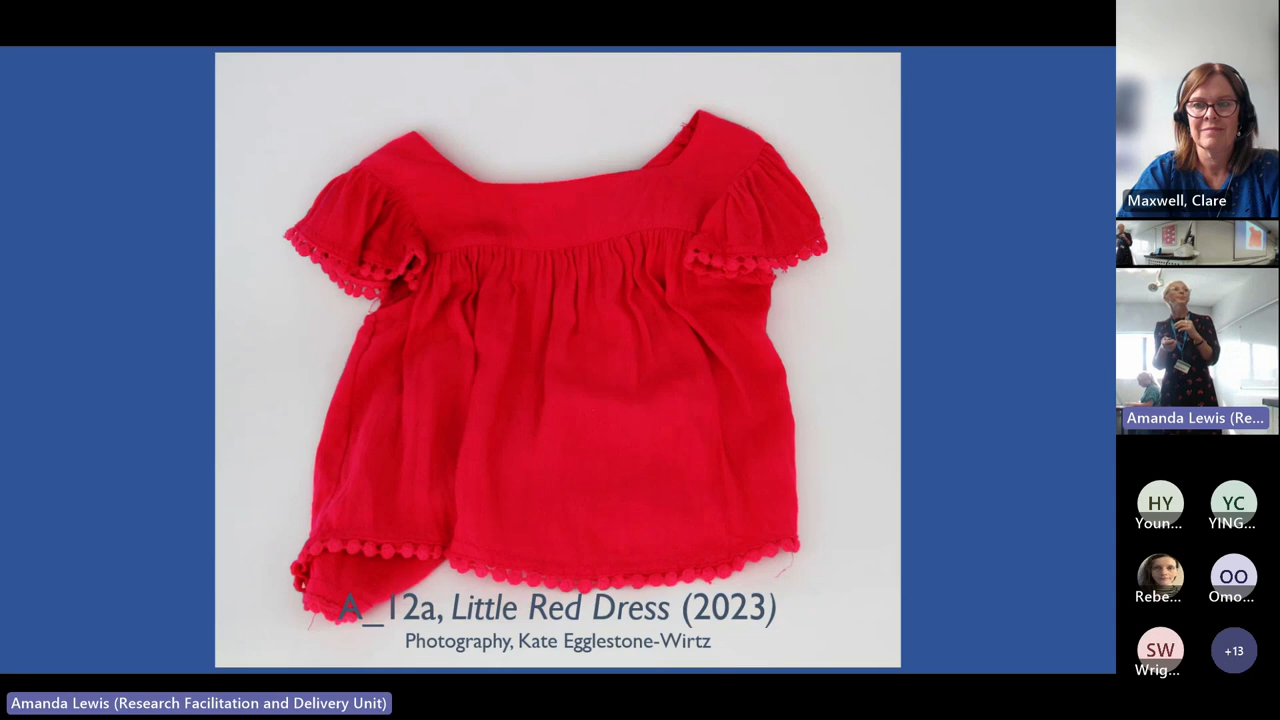 A_12a, Little Red Dress (2023)
Photography, Kate Egglestone-Wirtz
Maxwell, Clare
Amanda Lewis (Re...
HY
YC
Youn...
YING...
OO
Rebe...
Omo...
SW
+13
Wrig...
Amanda Lewis (Research Facilitation and Delivery Unit)